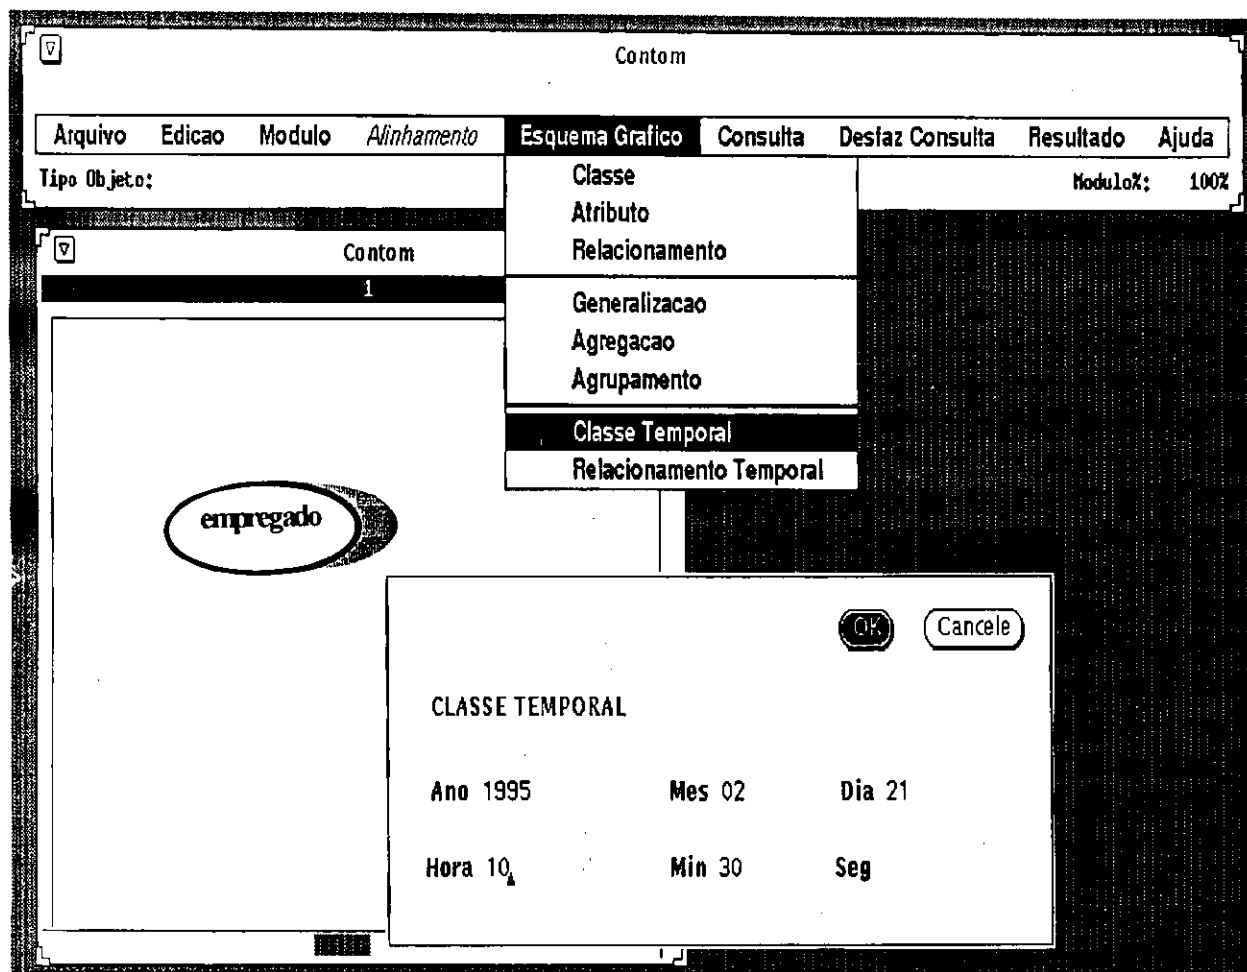 Contom
Arquivo Edicao Modulo Alinhamento Esquema Grafico Consulta Desfaz Consulta Resultado Ajuda
Tipo Objeto: Modulo%: 100%
Classe
Atributo
Relacionamento
Generalizacao
Agregacao
Agrupamento
Classe Temporal
Relacionamento Temporal
Contom
1
empregado
OK Cancele
CLASSE TEMPORAL
Ano 1995 Mes 02 Dia 21
Hora 10 Min 30 Seg